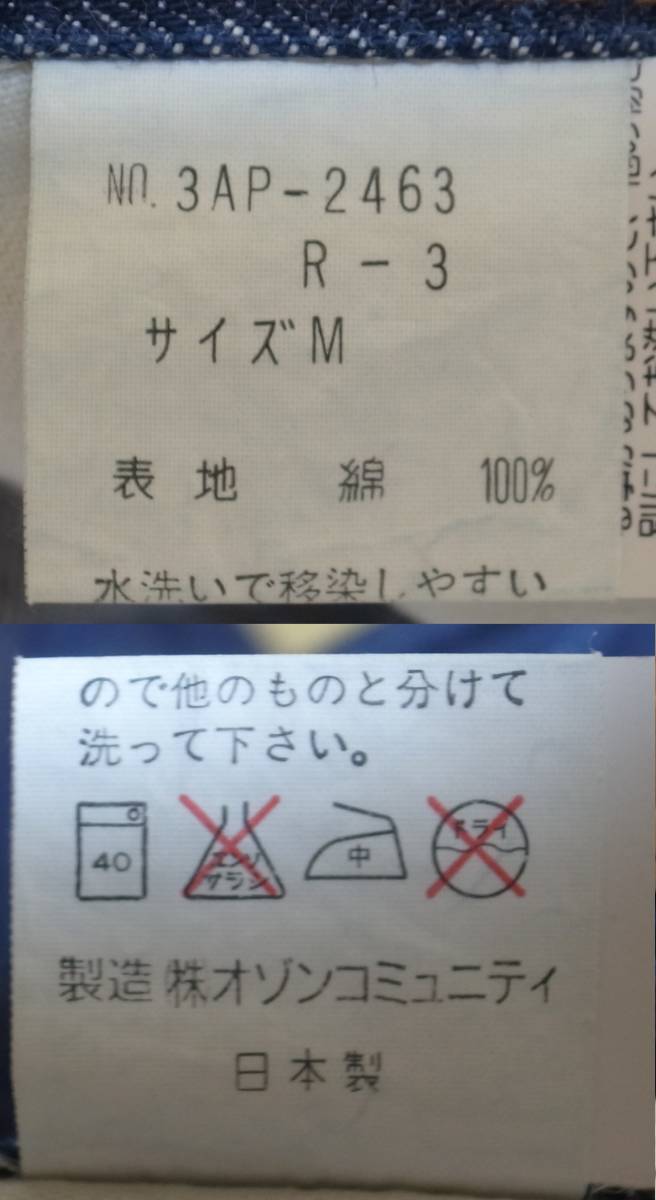 NO. 3AP-2463
R-3
サイズM
表地 綿 100%
水洗いで移染しやすい
ので他のものと分けて
洗って下さい。
40
エンソ
サラシ
中
ドライ
製造 ㈱オゾンコミュニティ
日本製